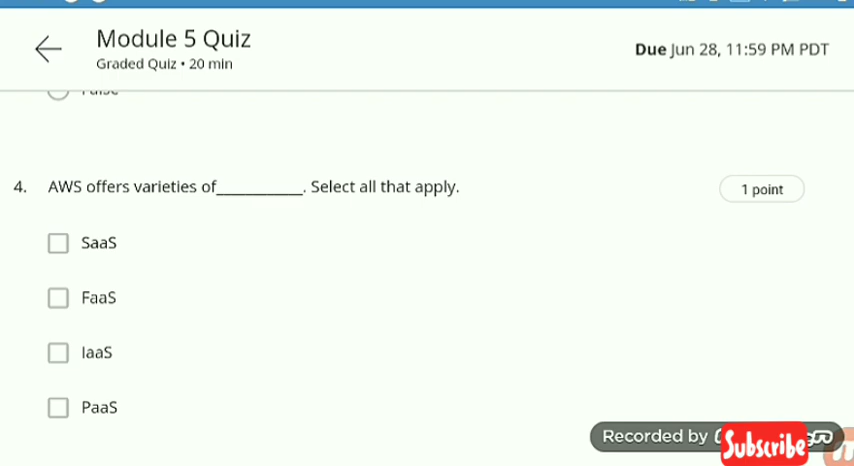 Module 5 Quiz
Graded Quiz • 20 min
Due Jun 28, 11:59 PM PDT
4. AWS offers varieties of__________. Select all that apply.
1 point
SaaS
FaaS
IaaS
PaaS
Recorded by
Subscribe